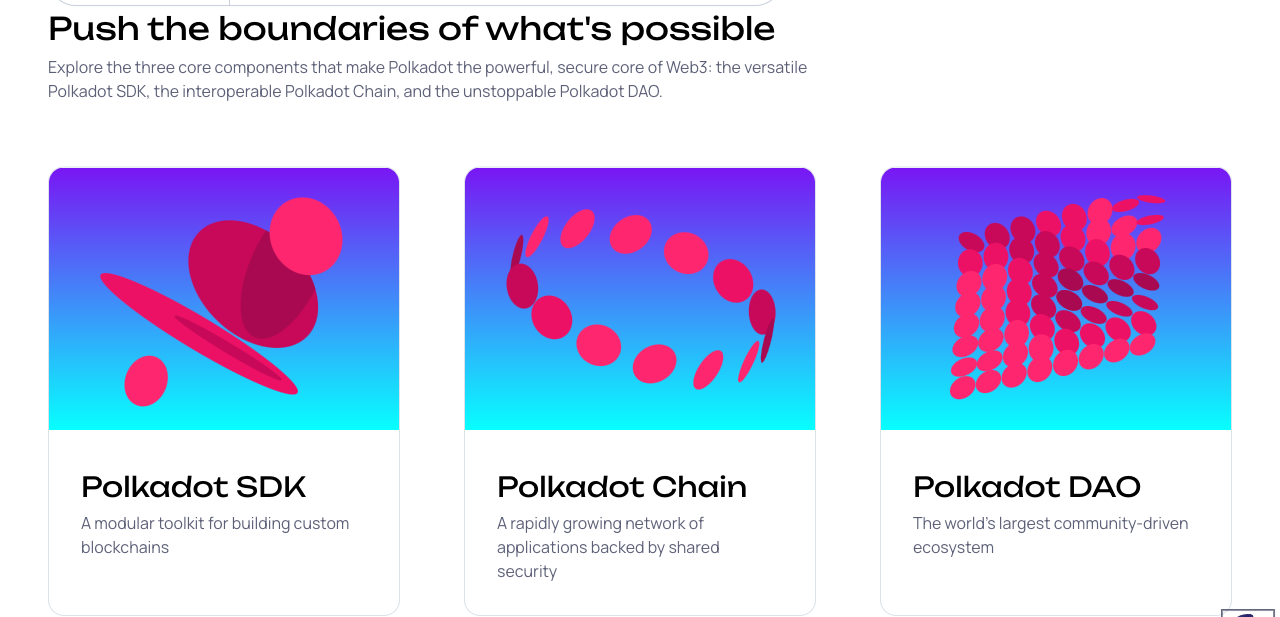 Push the boundaries of what's possible
Explore the three core components that make Polkadot the powerful, secure core of Web3: the versatile
Polkadot SDK, the interoperable Polkadot Chain, and the unstoppable Polkadot DAO.
Polkadot SDK
A modular toolkit for building custom
blockchains
Polkadot Chain
A rapidly growing network of
applications backed by shared
security
Polkadot DAO
The world's largest community-driven
ecosystem